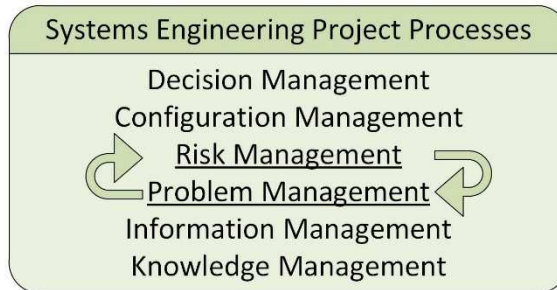 Systems Engineering Project Processes
Decision Management
Configuration Management
Risk Management
Problem Management
Information Management
Knowledge Management